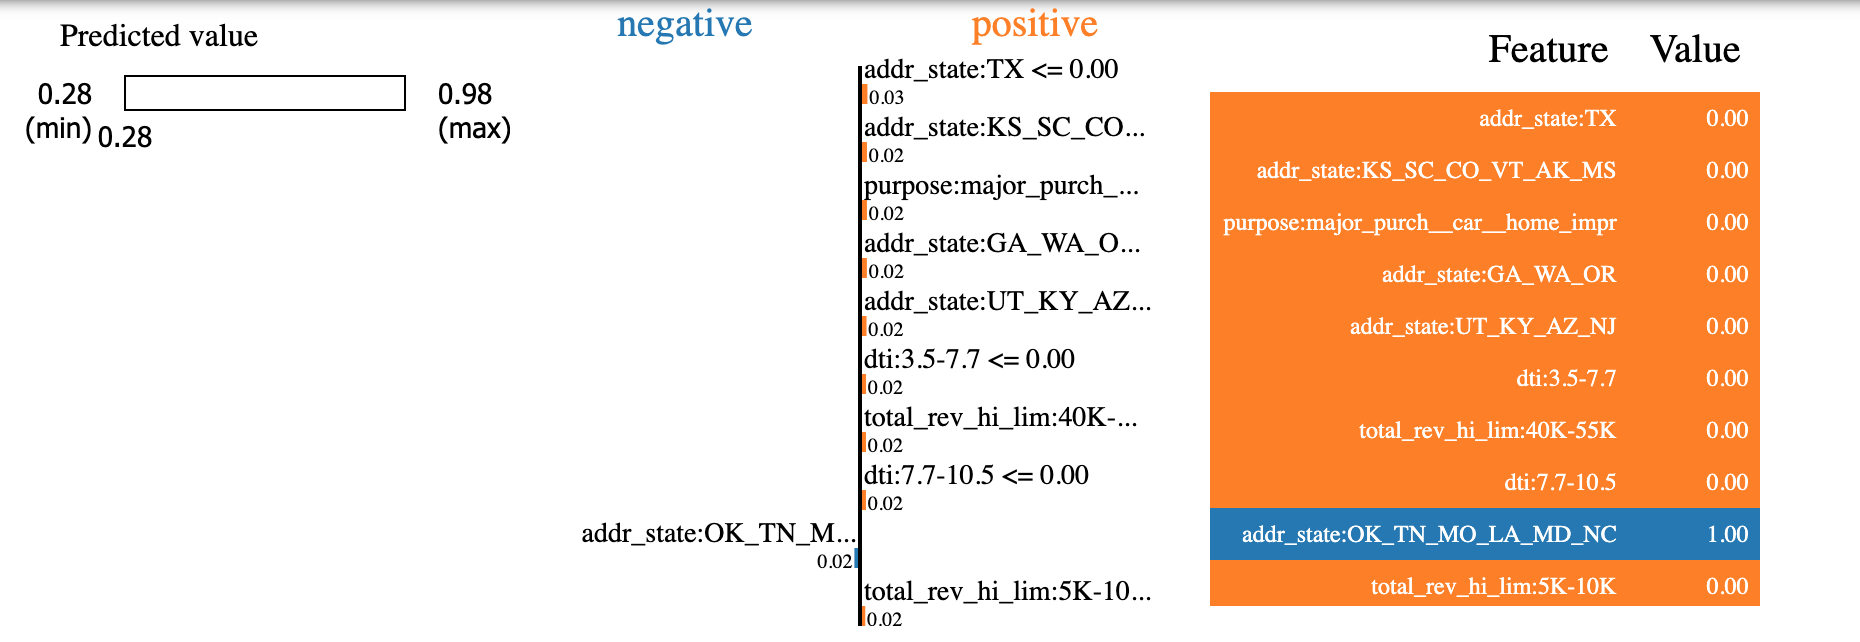 Predicted value
0.28
(min)
0.28
0.98
(max)
negative
positive
addr_state:TX <= 0.00
0.03
addr_state:KS_SC_CO...
0.02
purpose:major_purch_...
0.02
addr_state:GA_WA_O...
0.02
addr_state:UT_KY_AZ...
0.02
dti:3.5-7.7 <= 0.00
0.02
total_rev_hi_lim:40K-...
0.02
dti:7.7-10.5 <= 0.00
0.02
addr_state:OK_TN_M...
0.02
total_rev_hi_lim:5K-10...
0.02
Feature Value
addr_state:TX 0.00
addr_state:KS_SC_CO_VT_AK_MS 0.00
purpose:major_purch__car__home_impr 0.00
addr_state:GA_WA_OR 0.00
addr_state:UT_KY_AZ_NJ 0.00
dti:3.5-7.7 0.00
total_rev_hi_lim:40K-55K 0.00
dti:7.7-10.5 0.00
addr_state:OK_TN_MO_LA_MD_NC 1.00
total_rev_hi_lim:5K-10K 0.00